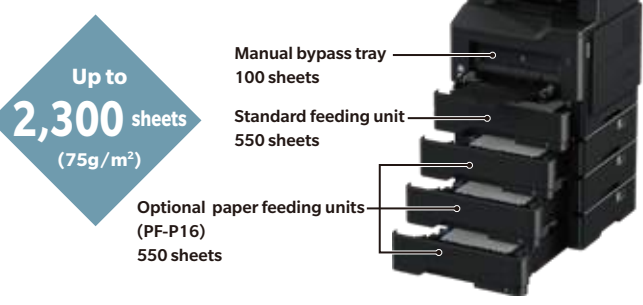 Up to
2,300 sheets
(75g/m²)
Manual bypass tray
100 sheets
Standard feeding unit
550 sheets
Optional paper feeding units
(PF-P16)
550 sheets